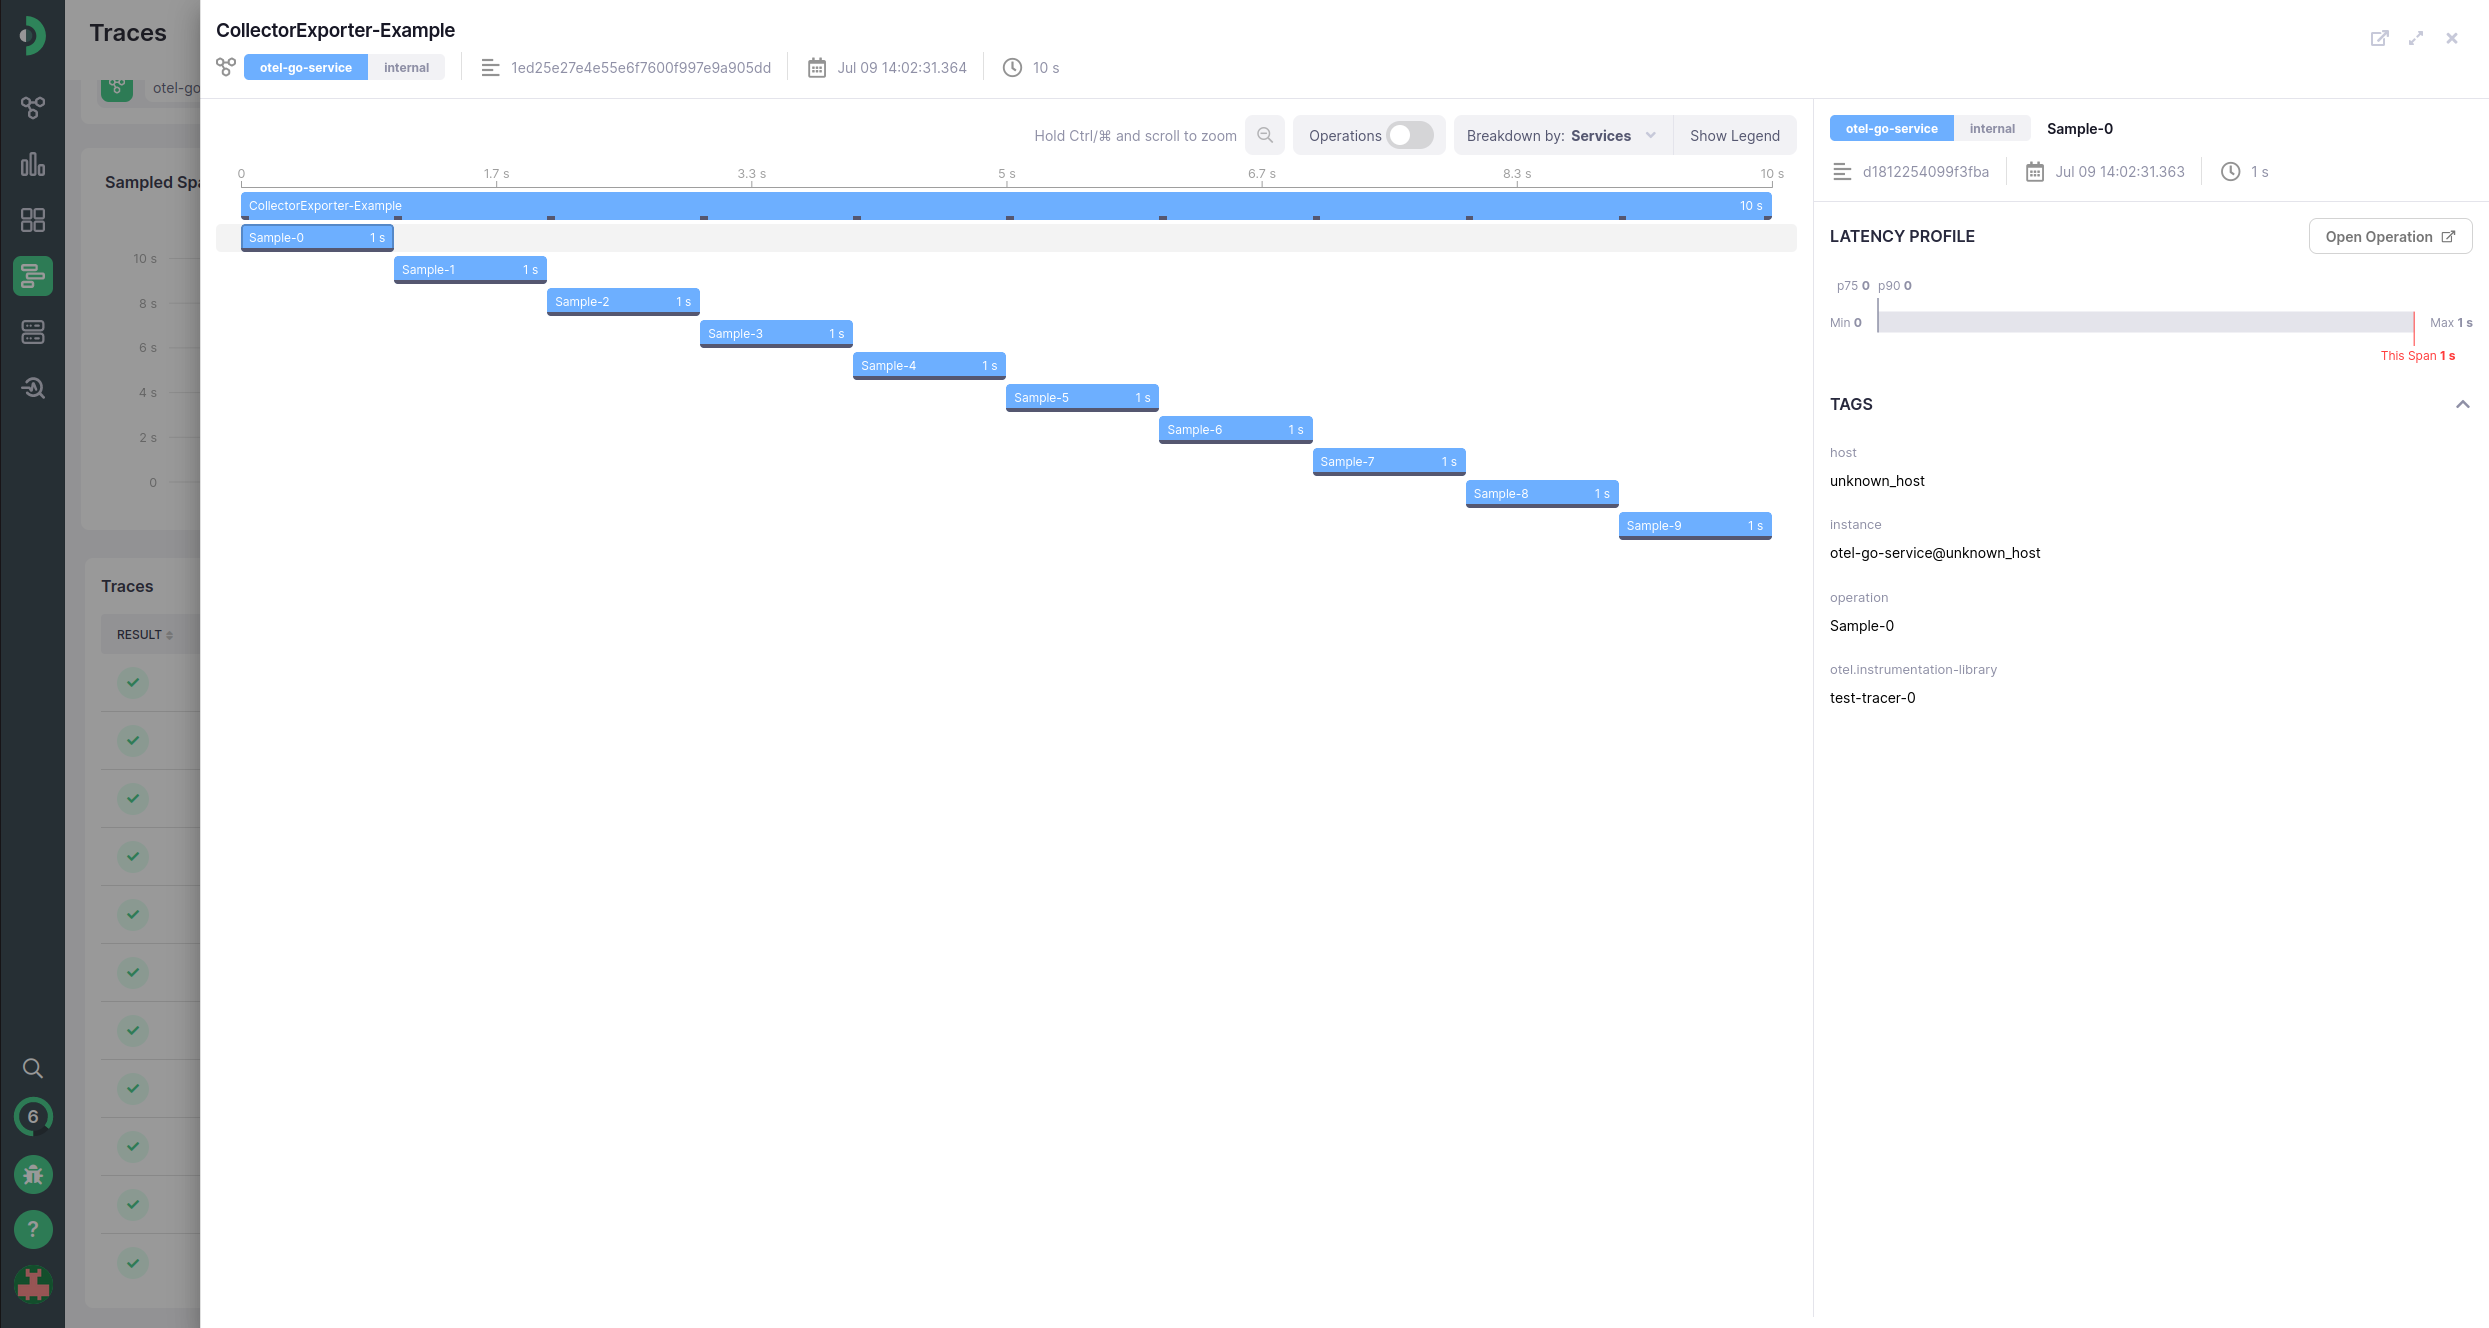 Traces
CollectorExporter-Example
otel-go-service internal 1ed25e27e4e55e6f7600f997e9a905dd Jul 09 14:02:31.364 10 s
otel-go
Hold Ctrl/⌘ and scroll to zoom Operations Breakdown by: Services Show Legend
0 1.7 s 3.3 s 5 s 6.7 s 8.3 s 10 s
CollectorExporter-Example 10 s
Sample-0 1 s
Sample-1 1 s
Sample-2 1 s
Sample-3 1 s
Sample-4 1 s
Sample-5 1 s
Sample-6 1 s
Sample-7 1 s
Sample-8 1 s
Sample-9 1 s
otel-go-service internal Sample-0
d1812254099f3fba Jul 09 14:02:31.363 1 s
LATENCY PROFILE Open Operation
p75 0 p90 0
Min 0 Max 1 s
This Span 1 s
TAGS
host
unknown_host
instance
otel-go-service@unknown_host
operation
Sample-0
otel.instrumentation-library
test-tracer-0
Sampled Spa
10 s
8 s
6 s
4 s
2 s
0
Traces
RESULT
6
?